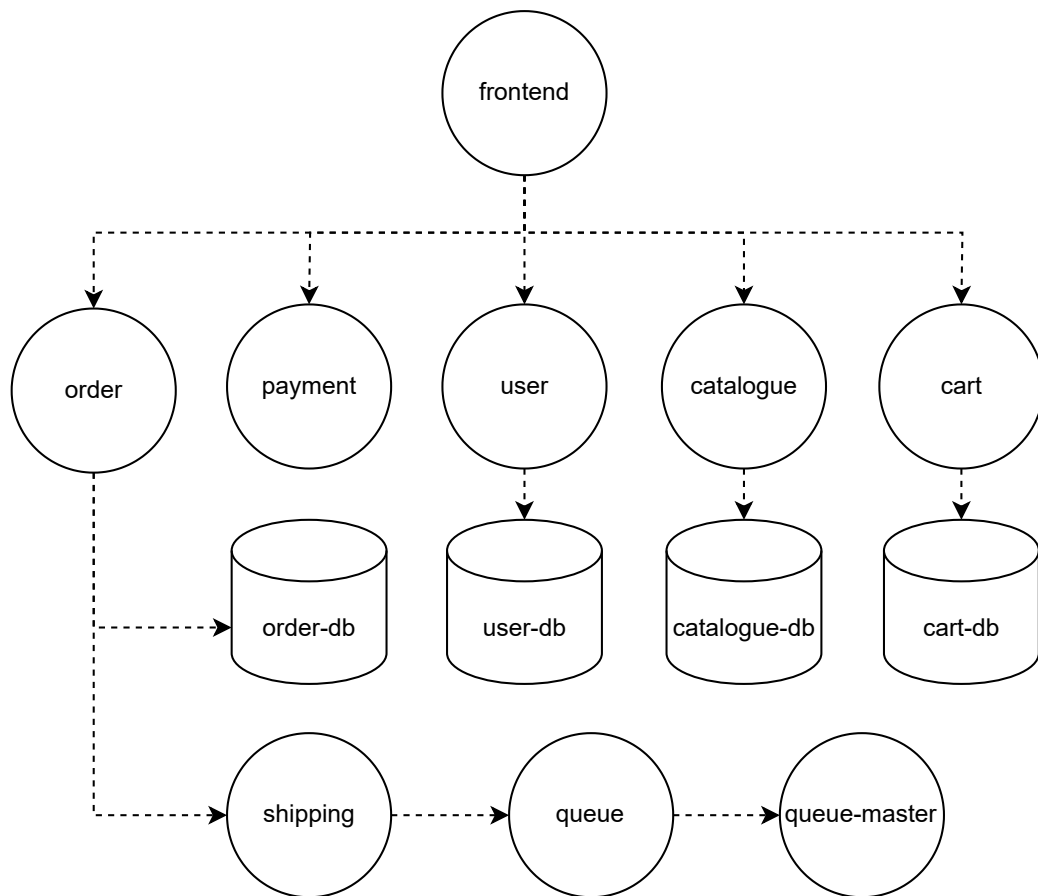 frontend
order
payment
user
catalogue
cart
order-db
user-db
catalogue-db
cart-db
shipping
queue
queue-master